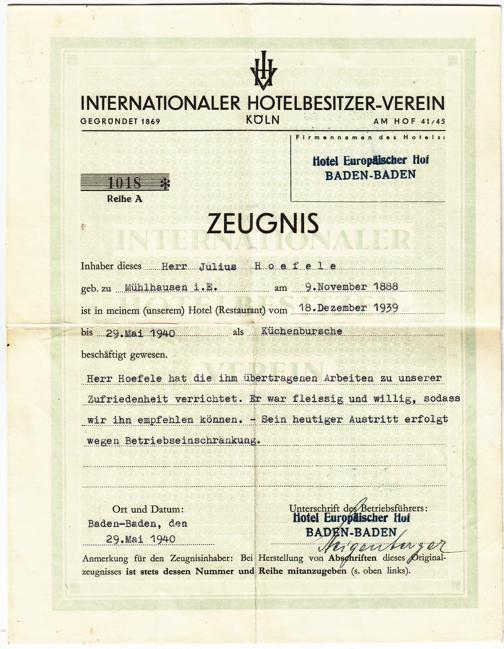 IHV
INTERNATIONALER HOTELBESITZER-VEREIN
GEGRÜNDET 1869 KÖLN AM HOF 41/45
Firmennamen des Hotels:
Hotel Europäischer Hof
BADEN-BADEN
1018 ✻
Reihe A
ZEUGNIS
INTERNATIONALER
Inhaber dieses Herr Julius Hoefele
geb. zu Mühlhausen i.E. am 9.November 1888
ist in meinem (unserem) Hotel (Restaurant) vom 18.Dezember 1939
bis 29.Mai 1940 als Küchenbursche
beschäftigt gewesen.
Herr Hoefele hat die ihm übertragenen Arbeiten zu unserer
Zufriedenheit verrichtet. Er war fleissig und willig, sodass
wir ihn empfehlen können. - Sein heutiger Austritt erfolgt
wegen Betriebseinschränkung.
Ort und Datum: Unterschrift des Betriebsführers:
Baden-Baden, den Hotel Europäischer Hof
29.Mai 1940 BADEN-BADEN
Anmerkung für den Zeugnisinhaber: Bei Herstellung von Abschriften dieses Original-
zeugnisses ist stets dessen Nummer und Reihe mitanzugeben (s. oben links).